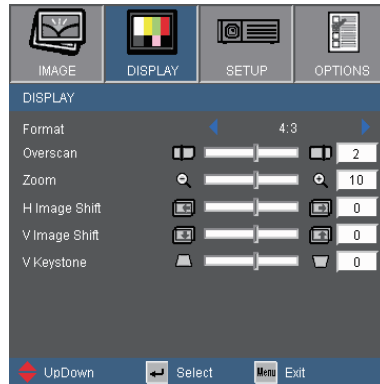 IMAGE DISPLAY SETUP OPTIONS
DISPLAY
Format 4:3
Overscan 2
Zoom 10
H Image Shift 0
V Image Shift 0
V Keystone 0
UpDown Select Menu Exit